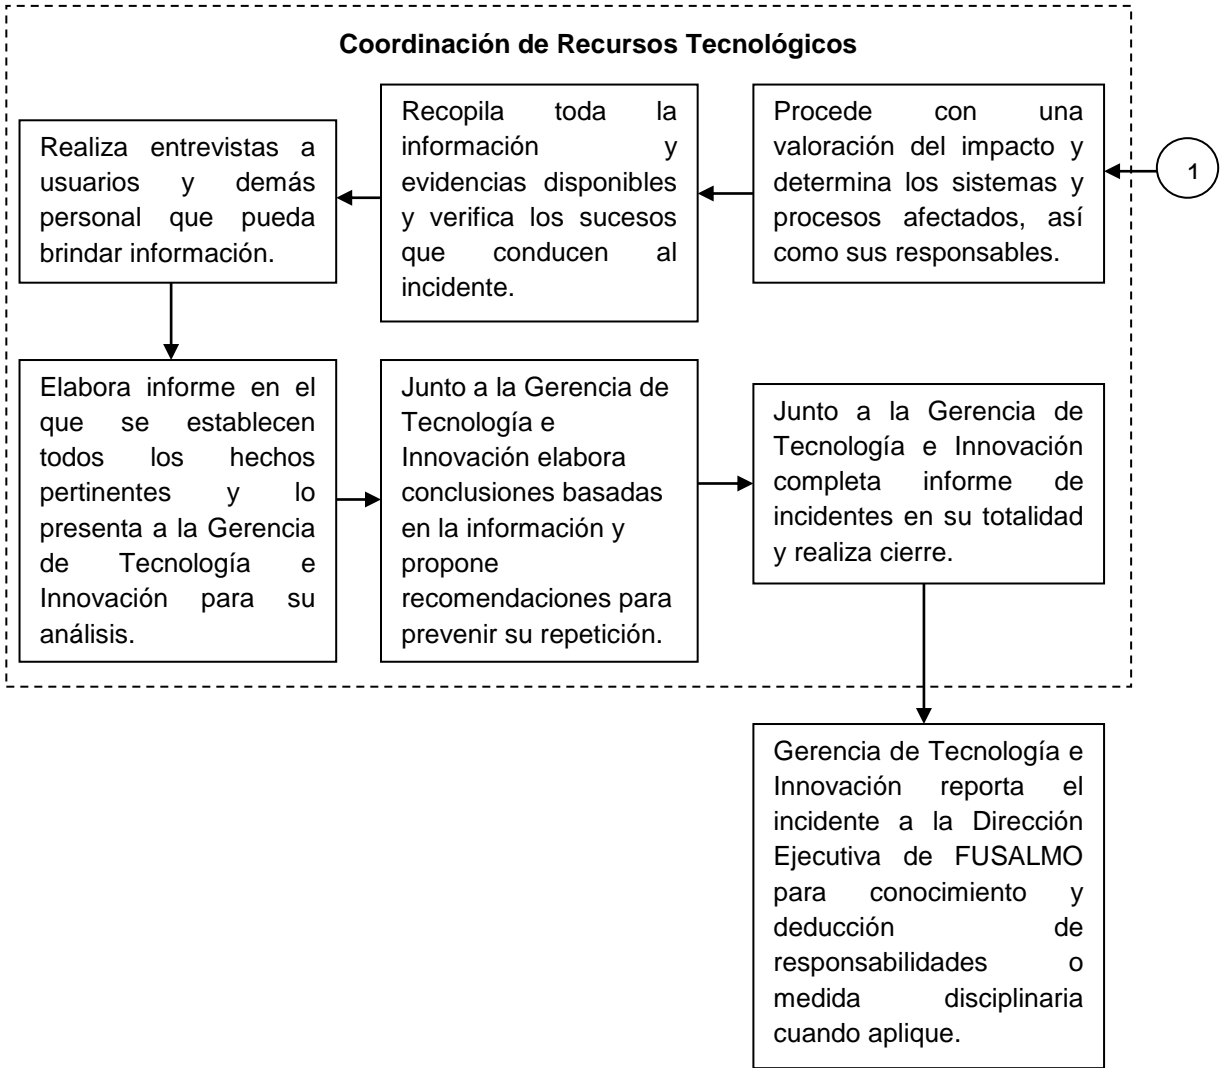 Coordinación de Recursos Tecnológicos
1
Procede con una
valoración del impacto y
determina los sistemas y
procesos afectados, así
como sus responsables.
Recopila toda la
información y
evidencias disponibles
y verifica los sucesos
que conducen al
incidente.
Realiza entrevistas a
usuarios y demás
personal que pueda
brindar información.
Elabora informe en el
que se establecen
todos los hechos
pertinentes y lo
presenta a la Gerencia
de Tecnología e
Innovación para su
análisis.
Junto a la Gerencia de
Tecnología e
Innovación elabora
conclusiones basadas
en la información y
propone
recomendaciones para
prevenir su repetición.
Junto a la Gerencia de
Tecnología e Innovación
completa informe de
incidentes en su totalidad
y realiza cierre.
Gerencia de Tecnología e
Innovación reporta el
incidente a la Dirección
Ejecutiva de FUSALMO
para conocimiento y
deducción de
responsabilidades o
medida disciplinaria
cuando aplique.